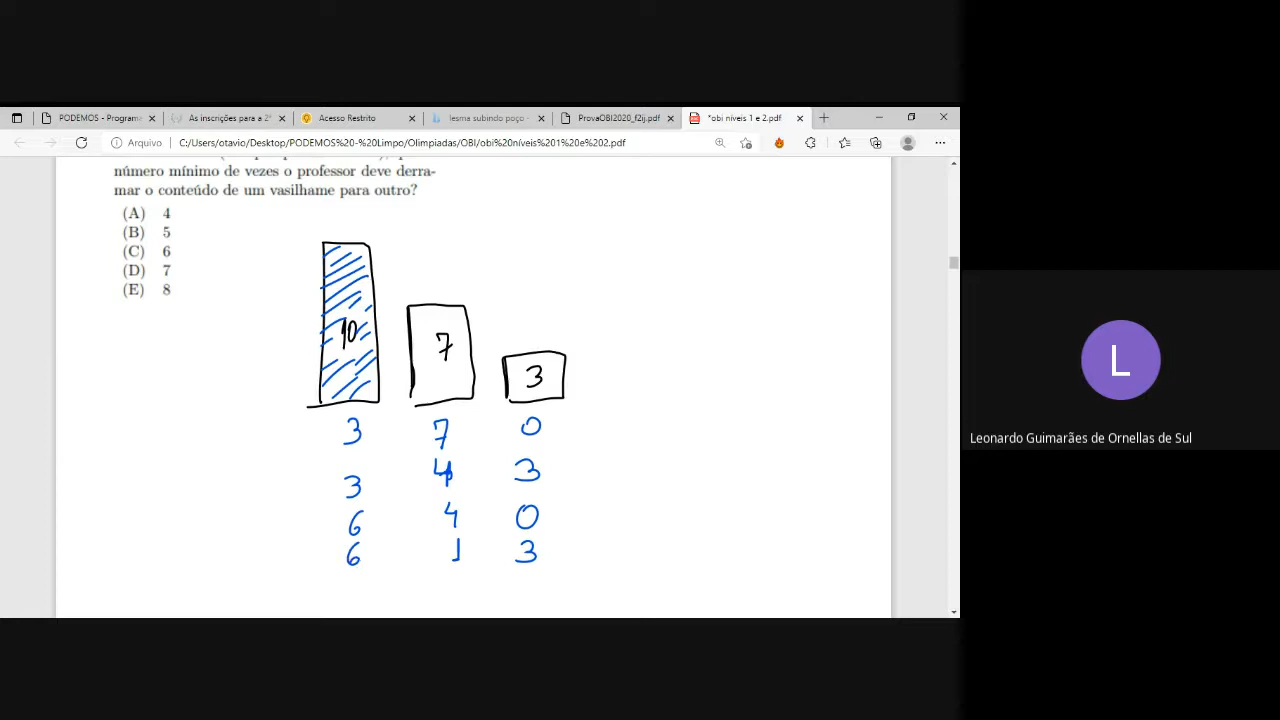 PODEMOS - Programa
As inscrições para a 2ª
Acesso Restrito
lesma subindo poço -
ProvaOBI2020_f2ij.pdf
*obi niveis 1 e 2.pdf
Arquivo
C:/Users/otavio/Desktop/PODEMOS%20-%20Limpo/Olimpiadas/OBI/obi%20níveis%201%20e%202.pdf
número mínimo de vezes o professor deve derra-
mar o conteúdo de um vasilhame para outro?
(A) 4
(B) 5
(C) 6
(D) 7
(E) 8
10 7 3
3 7 0
3 4 3
6 4 0
6 1 3
L
Leonardo Guimarães de Ornellas de Sul